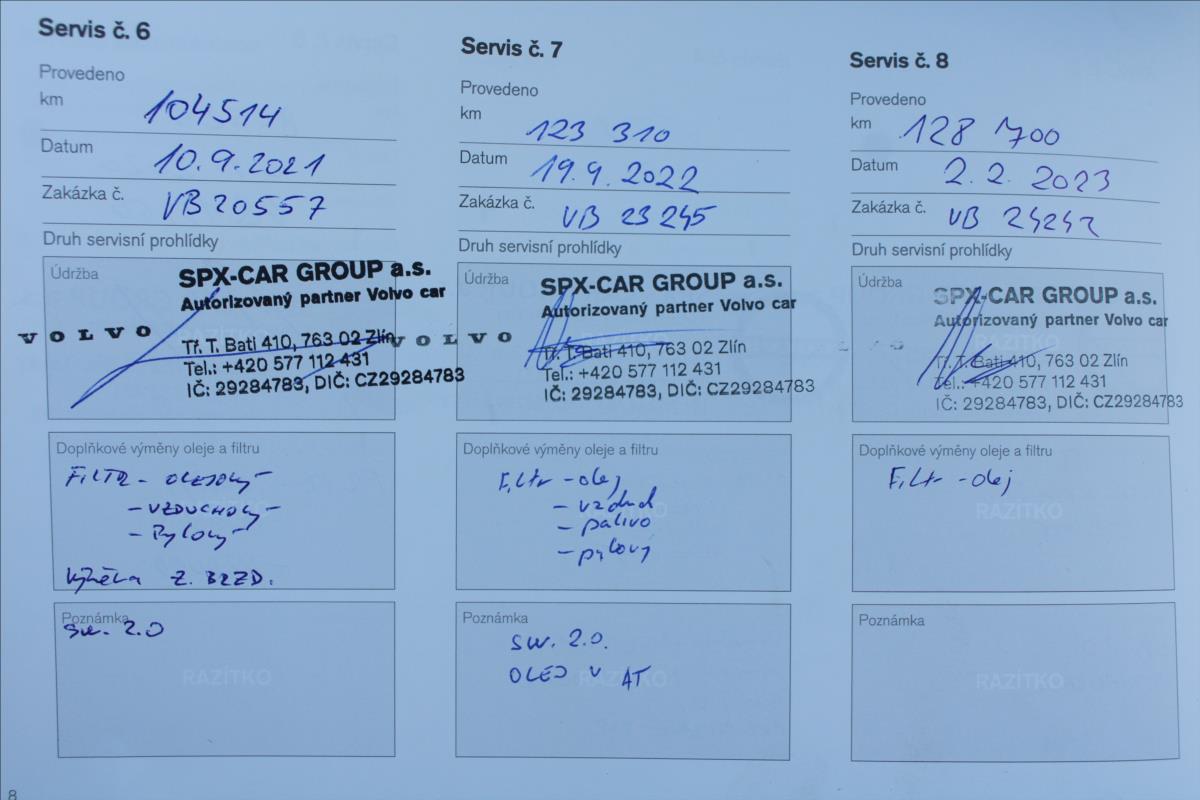 Servis č. 6
Provedeno
km 104514
Datum 10.9.2021
Zakázka č. VB20557
Druh servisní prohlídky
Údržba
SPX-CAR GROUP a.s.
Autorizovaný partner Volvo car
VOLVO
Tř. T. Bati 410, 763 02 Zlín
Tel.: +420 577 112 431
IČ: 29284783, DIČ: CZ29284783
Doplňkové výměny oleje a filtru
FILTR - OLEJOVÝ
- VZDUCHOVÝ
- Pylový
Výměna Z. BRZD.
Poznámka
SW. 2.0
RAZÍTKO
8
Servis č. 7
Provedeno
km 123 310
Datum 19.9.2022
Zakázka č. VB 23245
Druh servisní prohlídky
Údržba
SPX-CAR GROUP a.s.
Autorizovaný partner Volvo car
VOLVO
Tř. T. Bati 410, 763 02 Zlín
Tel.: +420 577 112 431
IČ: 29284783, DIČ: CZ29284783
Doplňkové výměny oleje a filtru
Filtr - olej
- vzduch
- palivo
- pylový
RAZÍTKO
Poznámka
SW. 2.0.
OLEJ V AT
RAZÍTKO
Servis č. 8
Provedeno
km 128 700
Datum 2.2. 2023
Zakázka č. VB 24242
Druh servisní prohlídky
Údržba
SPX-CAR GROUP a.s.
Autorizovaný partner Volvo car
Tř. T. Bati 410, 763 02 Zlín
Tel.: +420 577 112 431
IČ: 29284783, DIČ: CZ29284783
Doplňkové výměny oleje a filtru
Filtr - olej
RAZÍTKO
Poznámka
RAZÍTKO